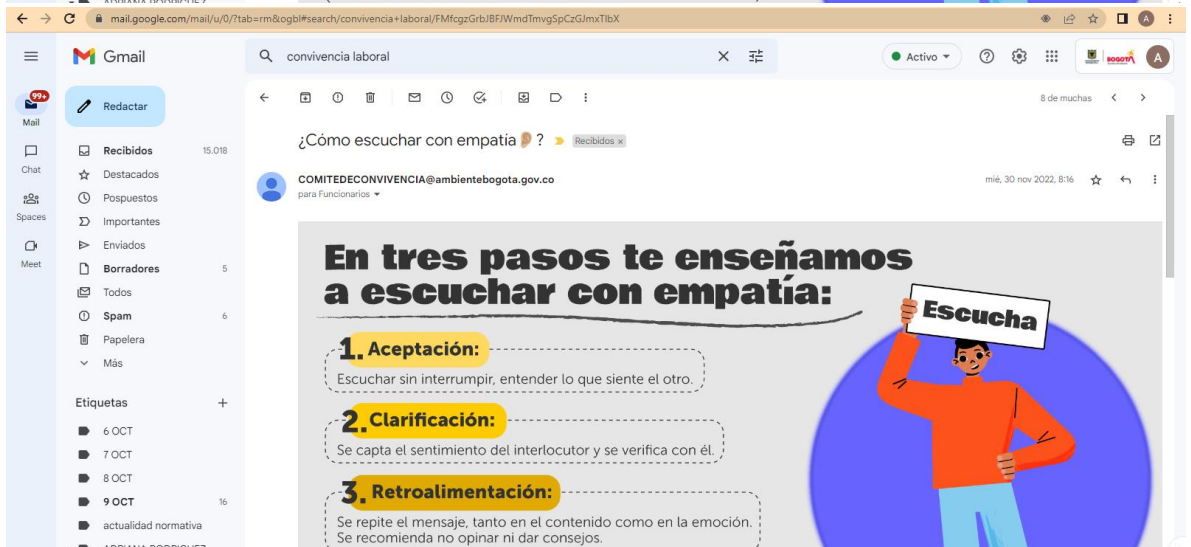 mail.google.com/mail/u/0/?tab=rm&ogbl#search/convivencia+laboral/FMfcgzGrbJBFJWmdTmvgSpCzGJmxTIbX
A
Gmail
convivencia laboral
Activo
BOGOTÁ
A
99+
Mail
Chat
Spaces
Meet
Redactar
Recibidos 15.018
Destacados
Pospuestos
Importantes
Enviados
Borradores 5
Todos
Spam 6
Papelera
Más
Etiquetas
6 OCT
7 OCT
8 OCT
9 OCT 16
actualidad normativa
ADRIANA RODRIGUEZ
8 de muchas
¿Cómo escuchar con empatía👂🏼?
Recibidos x
COMITEDECONVIVENCIA@ambientebogota.gov.co
mié, 30 nov 2022, 8:16
para Funcionarios
En tres pasos te enseñamos
a escuchar con empatía:
Escucha
1. Aceptación:
Escuchar sin interrumpir, entender lo que siente el otro.
2. Clarificación:
Se capta el sentimiento del interlocutor y se verifica con él.
3. Retroalimentación:
Se repite el mensaje, tanto en el contenido como en la emoción.
Se recomienda no opinar ni dar consejos.